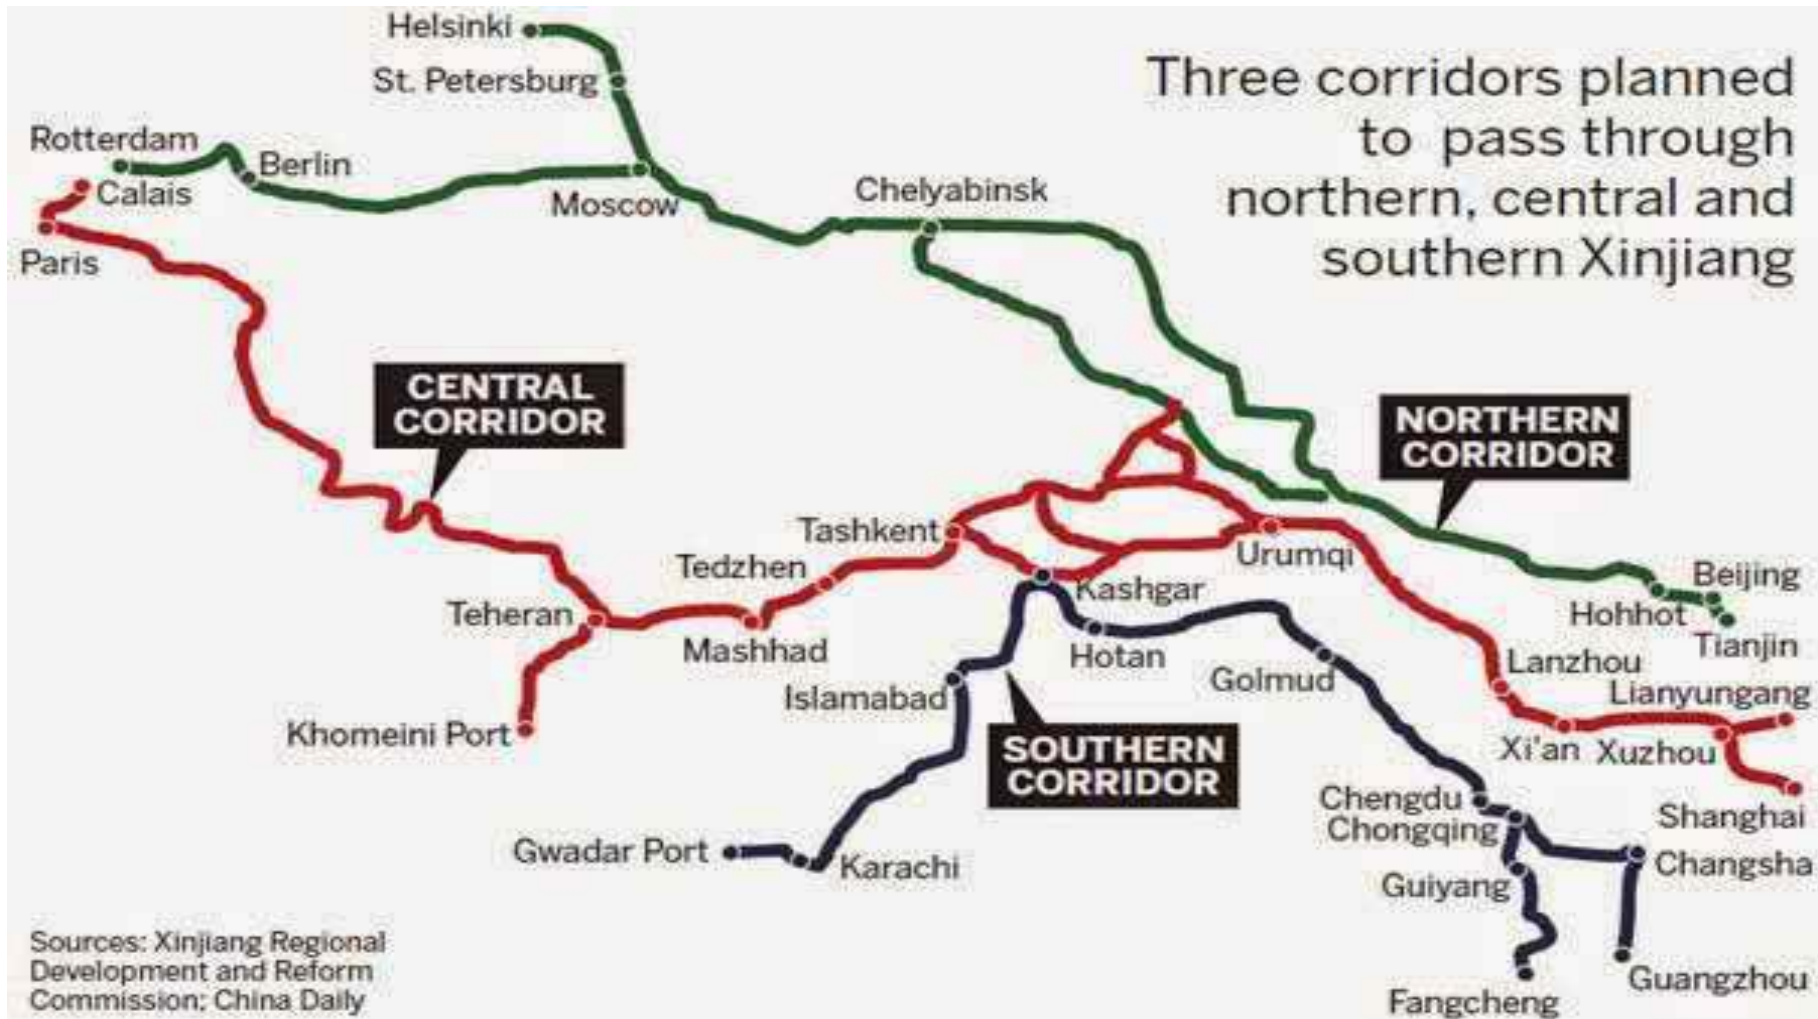 Helsinki
St. Petersburg
Three corridors planned
to pass through
northern, central and
southern Xinjiang
Rotterdam
Berlin
Calais
Moscow
Chelyabinsk
Paris
CENTRAL
CORRIDOR
NORTHERN
CORRIDOR
Tashkent
Urumqi
Tedzhen
Kashgar
Beijing
Hohhot
Tianjin
Teheran
Mashhad
Hotan
Golmud
Lanzhou
Lianyungang
Islamabad
Khomeini Port
Xi'an
Xuzhou
SOUTHERN
CORRIDOR
Chengdu
Chongqing
Shanghai
Gwadar Port
Karachi
Changsha
Guiyang
Guangzhou
Fangcheng
Sources: Xinjiang Regional
Development and Reform
Commission; China Daily